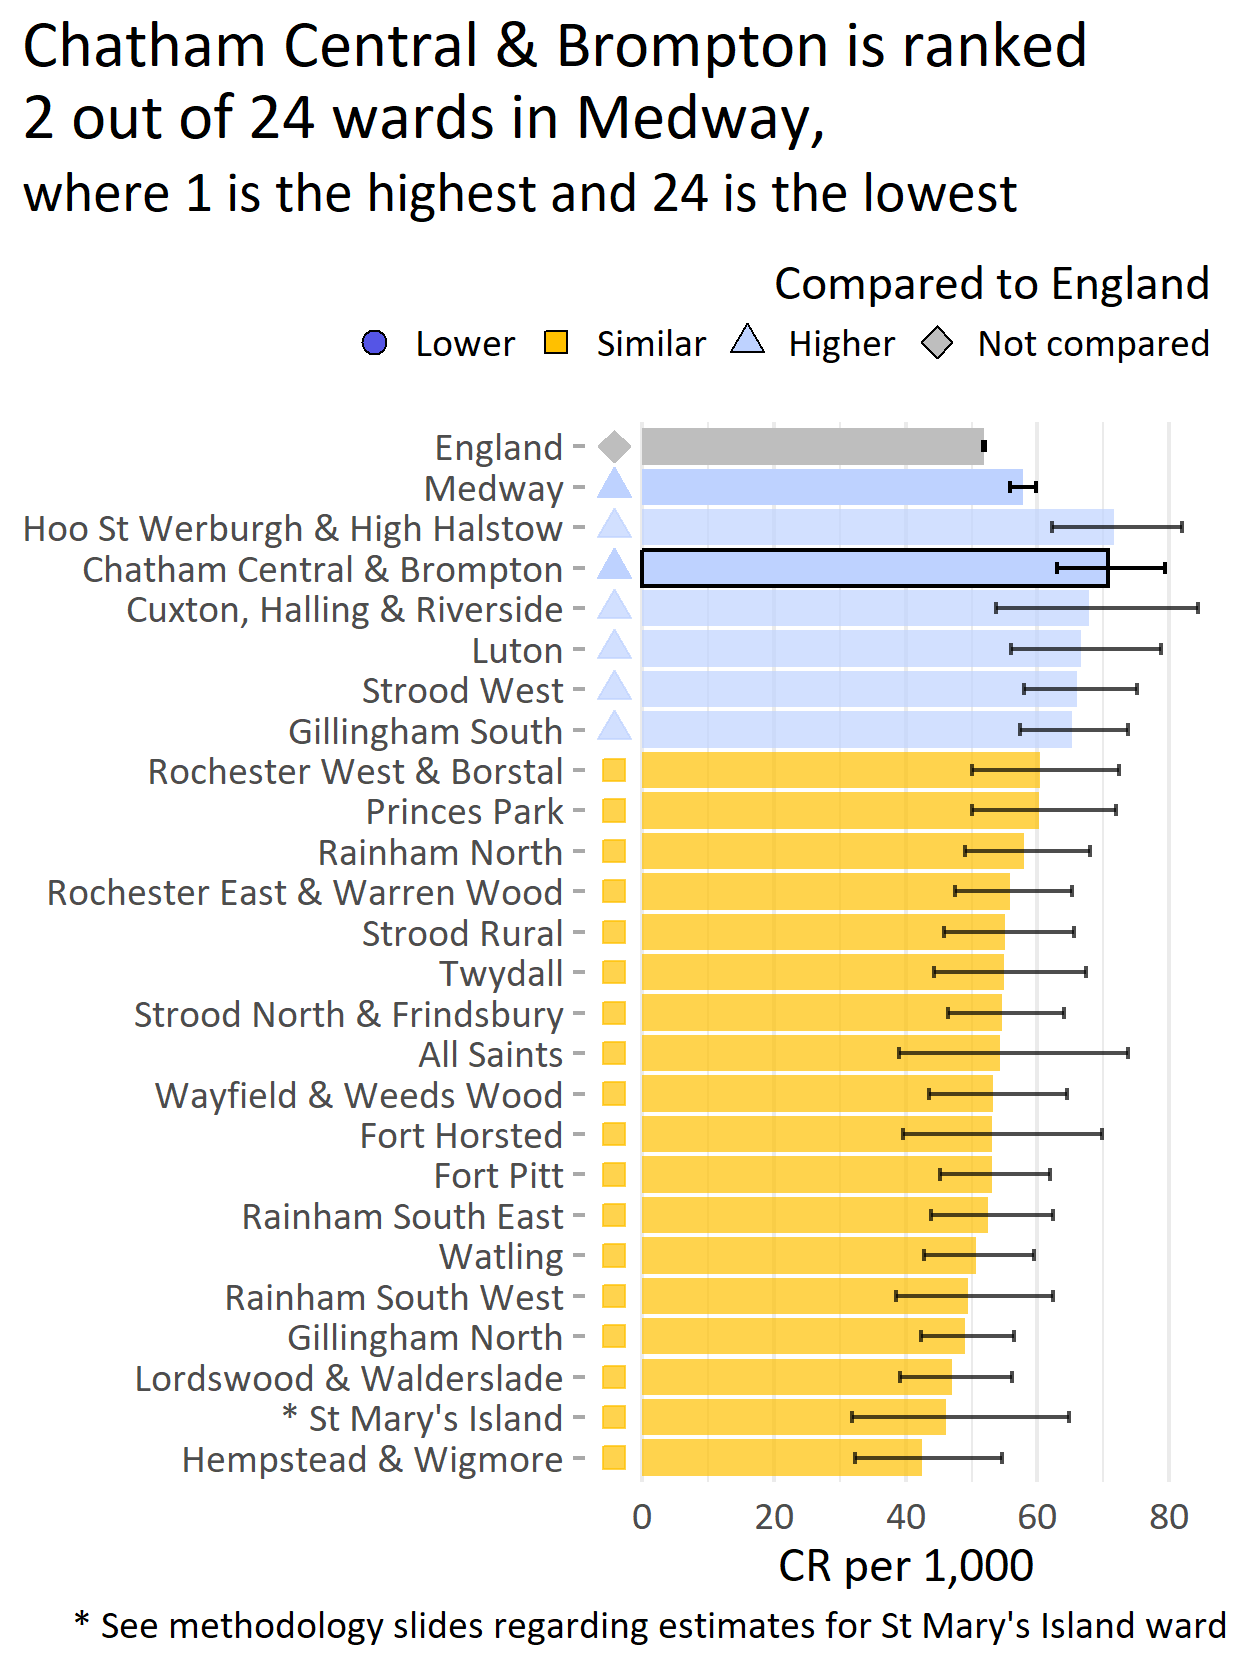 Chatham Central & Brompton is ranked
2 out of 24 wards in Medway,
where 1 is the highest and 24 is the lowest
Compared to England
Lower Similar Higher Not compared
England
Medway
Hoo St Werburgh & High Halstow
Chatham Central & Brompton
Cuxton, Halling & Riverside
Luton
Strood West
Gillingham South
Rochester West & Borstal
Princes Park
Rainham North
Rochester East & Warren Wood
Strood Rural
Twydall
Strood North & Frindsbury
All Saints
Wayfield & Weeds Wood
Fort Horsted
Fort Pitt
Rainham South East
Watling
Rainham South West
Gillingham North
Lordswood & Walderslade
* St Mary's Island
Hempstead & Wigmore
0 20 40 60 80
CR per 1,000
* See methodology slides regarding estimates for St Mary's Island ward